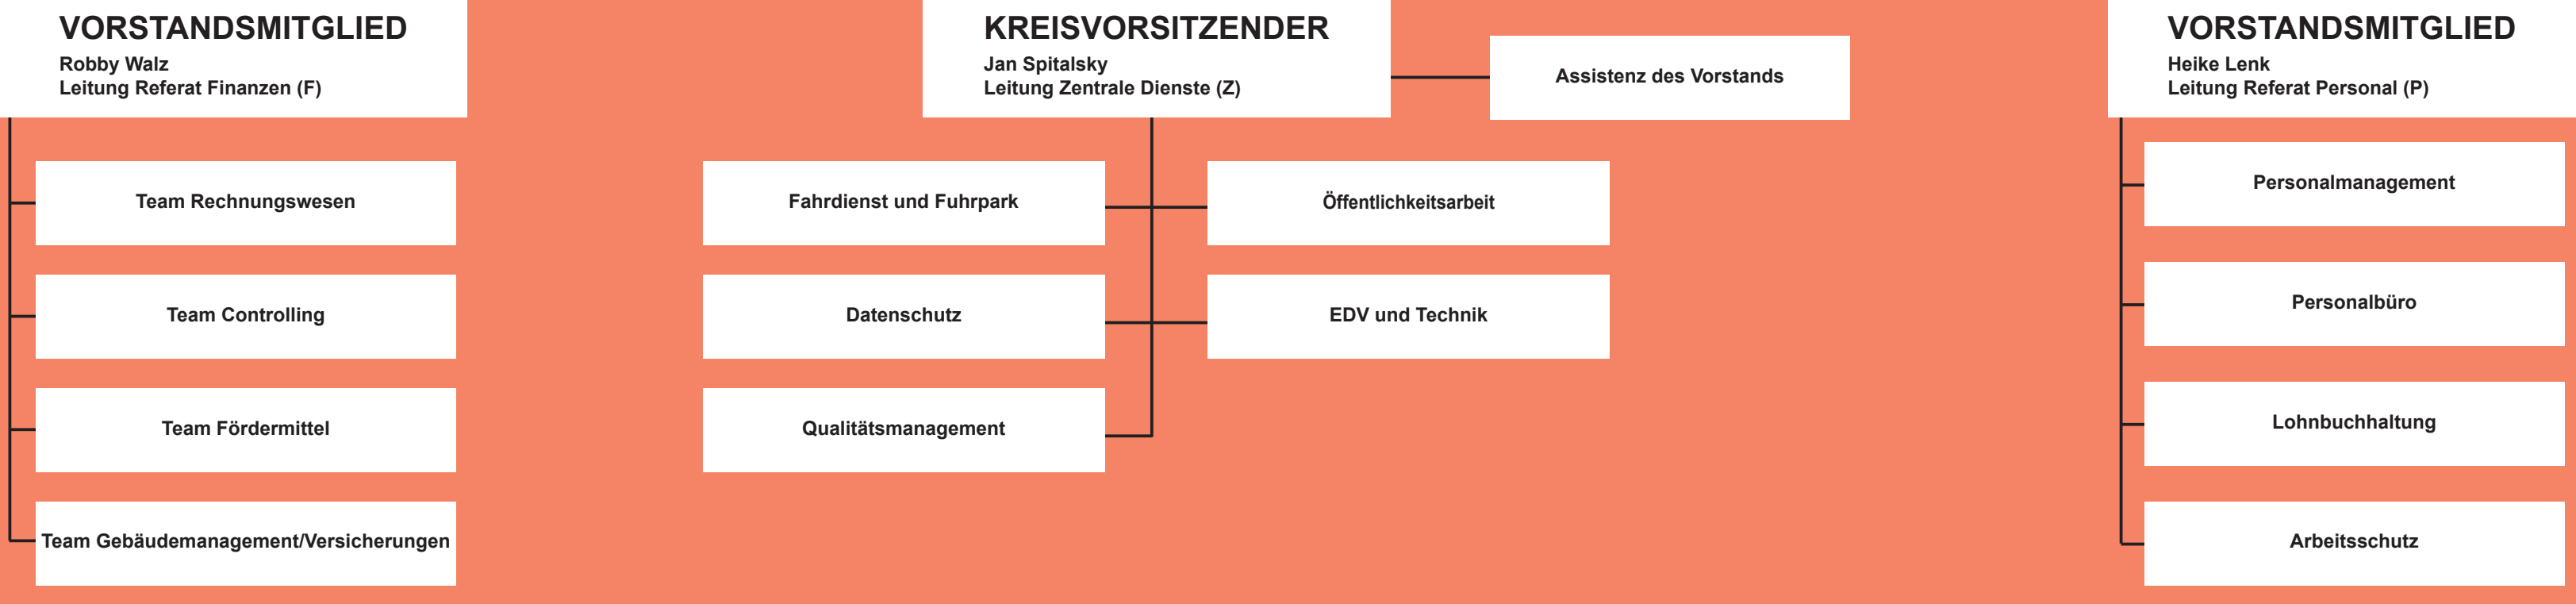 VORSTANDSMITGLIED
Robby Walz
Leitung Referat Finanzen (F)
Team Rechnungswesen
Team Controlling
Team Fördermittel
Team Gebäudemanagement/Versicherungen
KREISVORSITZENDER
Jan Spitalsky
Leitung Zentrale Dienste (Z)
Assistenz des Vorstands
Fahrdienst und Fuhrpark
Öffentlichkeitsarbeit
Datenschutz
EDV und Technik
Qualitätsmanagement
VORSTANDSMITGLIED
Heike Lenk
Leitung Referat Personal (P)
Personalmanagement
Personalbüro
Lohnbuchhaltung
Arbeitsschutz